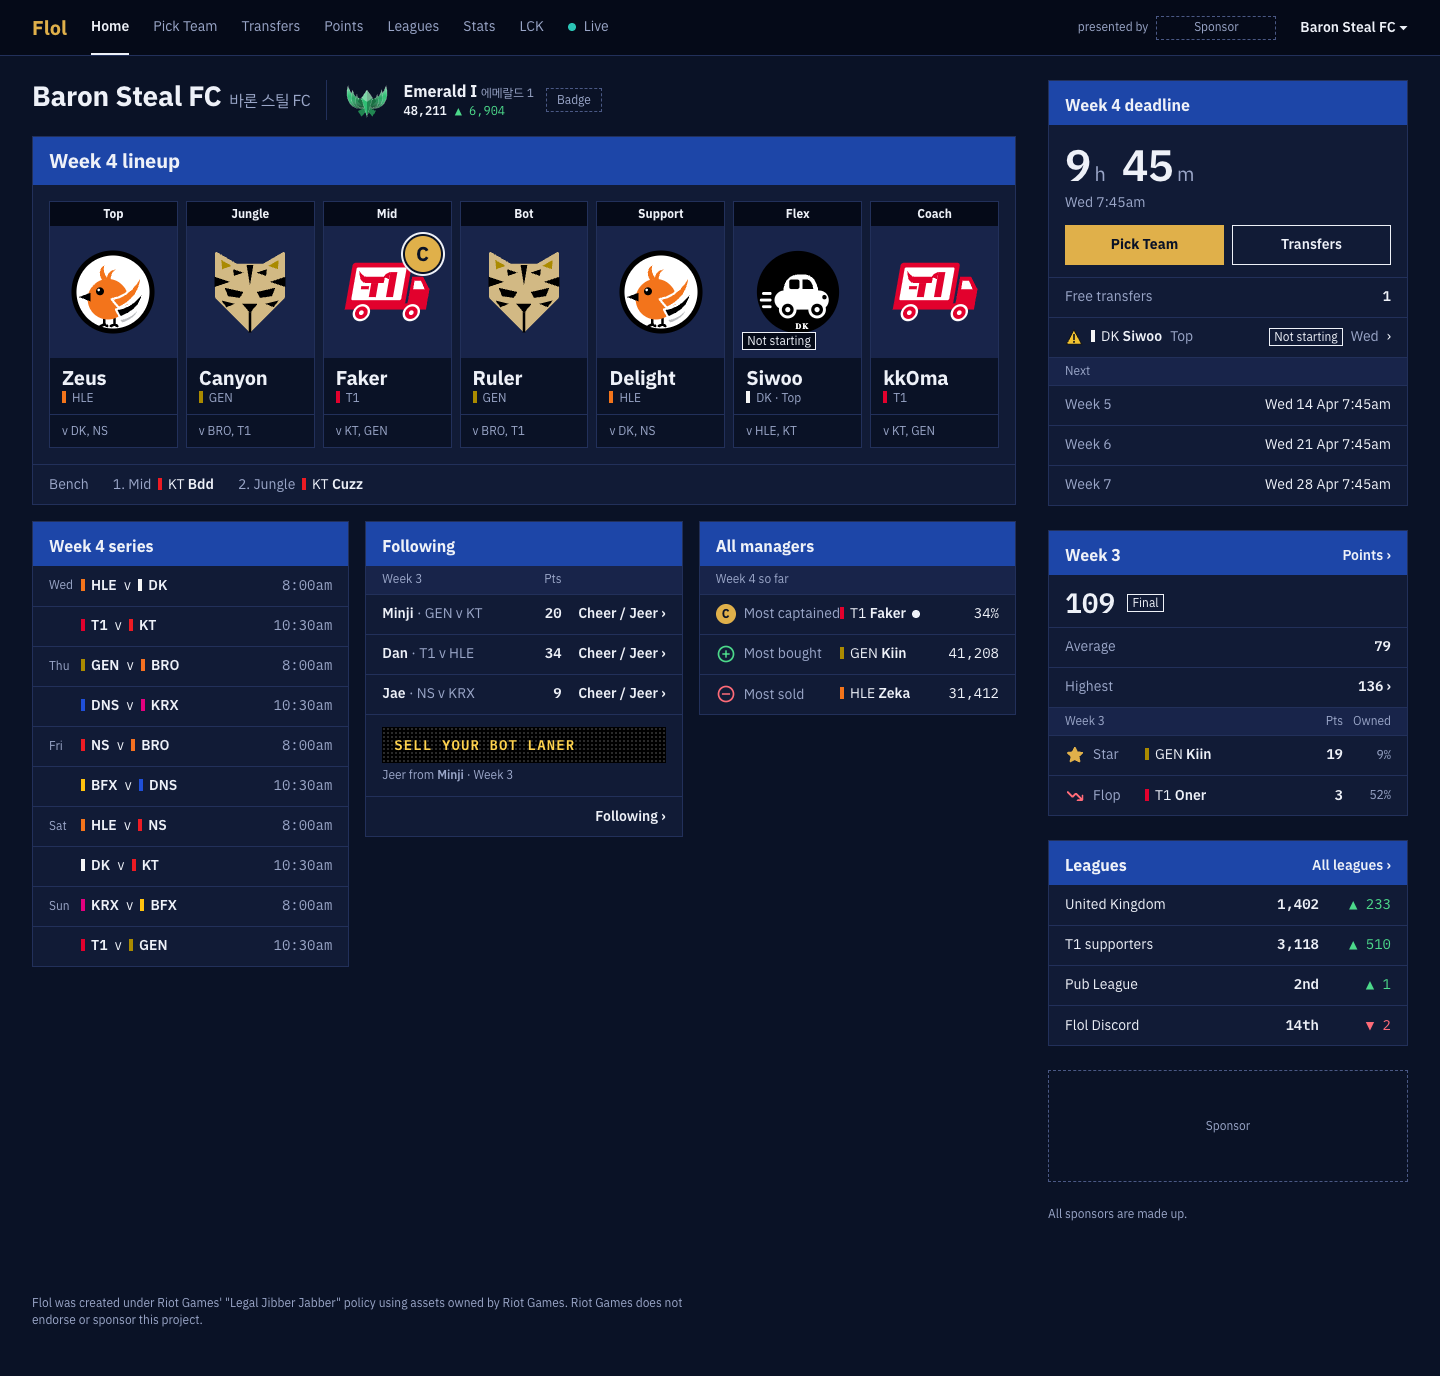 Flol Home Pick Team Transfers Points Leagues Stats LCK Live presented by Sponsor Baron Steal FC
Baron Steal FC 바론 스틸 FC
Emerald I 에메랄드 1
48,211 ▲ 6,904
Badge
Week 4 lineup
Top Jungle Mid Bot Support Flex Coach
C
T1
T1
DK
Not starting
Zeus Canyon Faker Ruler Delight Siwoo kkOma
HLE GEN T1 GEN HLE DK · Top T1
v DK, NS v BRO, T1 v KT, GEN v BRO, T1 v DK, NS v HLE, KT v KT, GEN
Bench 1. Mid KT Bdd 2. Jungle KT Cuzz
Week 4 series
Wed HLE v DK 8:00am
T1 v KT 10:30am
Thu GEN v BRO 8:00am
DNS v KRX 10:30am
Fri NS v BRO 8:00am
BFX v DNS 10:30am
Sat HLE v NS 8:00am
DK v KT 10:30am
Sun KRX v BFX 8:00am
T1 v GEN 10:30am
Following
Week 3 Pts
Minji · GEN v KT 20 Cheer / Jeer ›
Dan · T1 v HLE 34 Cheer / Jeer ›
Jae · NS v KRX 9 Cheer / Jeer ›
SELL YOUR BOT LANER
Jeer from Minji · Week 3
Following ›
All managers
Week 4 so far
C Most captained T1 Faker 34%
Most bought GEN Kiin 41,208
Most sold HLE Zeka 31,412
Week 4 deadline
9 h 45 m
Wed 7:45am
Pick Team Transfers
Free transfers 1
DK Siwoo Top Not starting Wed ›
Next
Week 5 Wed 14 Apr 7:45am
Week 6 Wed 21 Apr 7:45am
Week 7 Wed 28 Apr 7:45am
Week 3 Points ›
109 Final
Average 79
Highest 136 ›
Week 3 Pts Owned
Star GEN Kiin 19 9%
Flop T1 Oner 3 52%
Leagues All leagues ›
United Kingdom 1,402 ▲ 233
T1 supporters 3,118 ▲ 510
Pub League 2nd ▲ 1
Flol Discord 14th ▼ 2
Sponsor
All sponsors are made up.
Flol was created under Riot Games' "Legal Jibber Jabber" policy using assets owned by Riot Games. Riot Games does not
endorse or sponsor this project.